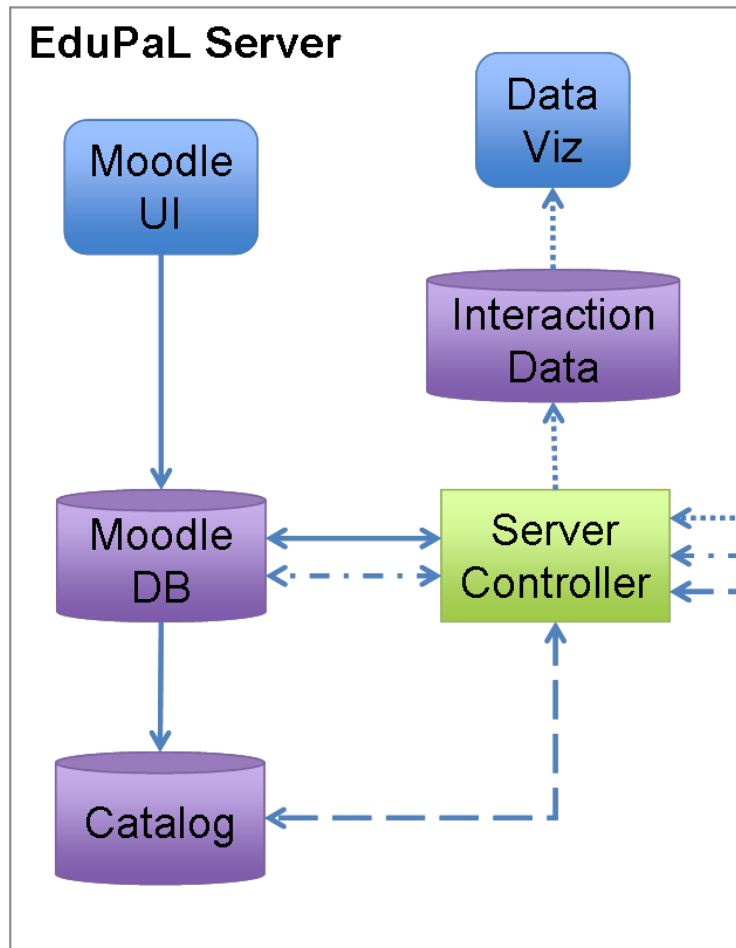 EduPaL Server
Data
Viz
Moodle
UI
Interaction
Data
Moodle
DB
Server
Controller
Catalog